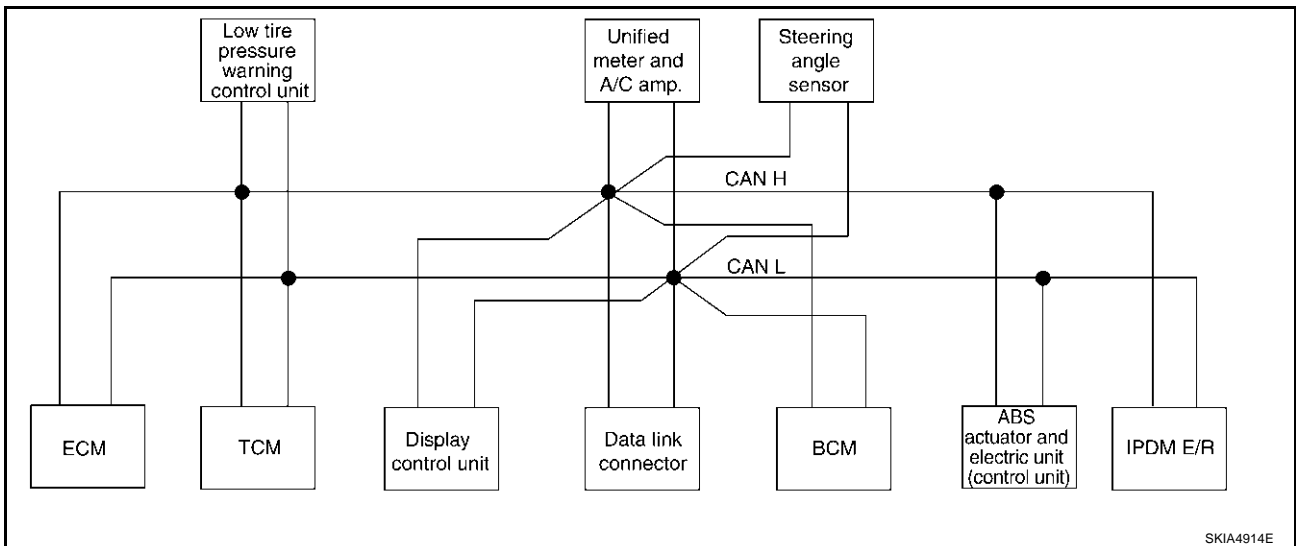 Low tire
pressure
warning
control unit
Unified
meter and
A/C amp.
Steering
angle
sensor
CAN H
CAN L
ECM
TCM
Display
control unit
Data link
connector
BCM
ABS
actuator and
electric unit
(control unit)
IPDM E/R
SKIA4914E